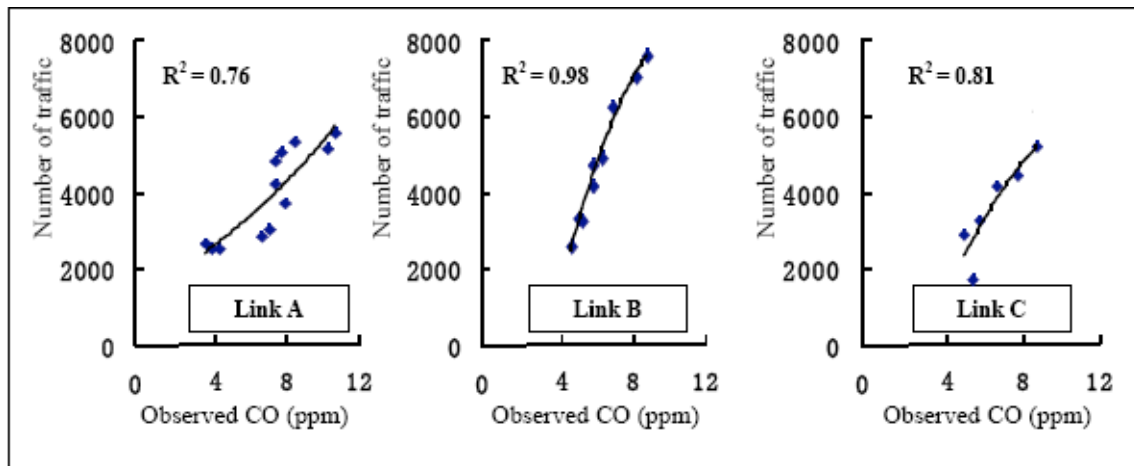 8000
6000
4000
2000
0
Number of traffic
R² = 0.76
Link A
0 4 8 12
Observed CO (ppm)
8000
6000
4000
2000
0
Number of traffic
R² = 0.98
Link B
0 4 8 12
Observed CO (ppm)
8000
6000
4000
2000
0
Number of traffic
R² = 0.81
Link C
0 4 8 12
Observed CO (ppm)